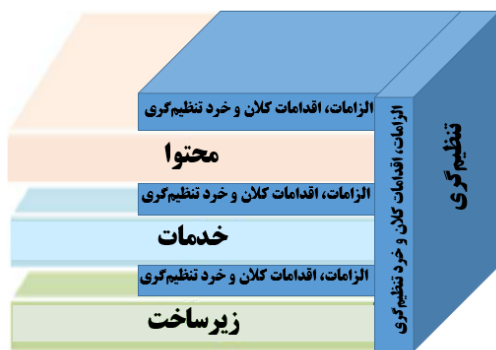 الزامات، اقدامات کلان و خرد تنظیم‌گری
محتوا
الزامات، اقدامات کلان و خرد تنظیم‌گری
خدمات
الزامات، اقدامات کلان و خرد تنظیم‌گری
زیرساخت
الزامات، اقدامات کلان و خرد تنظیم‌گری
تنظیم‌گری